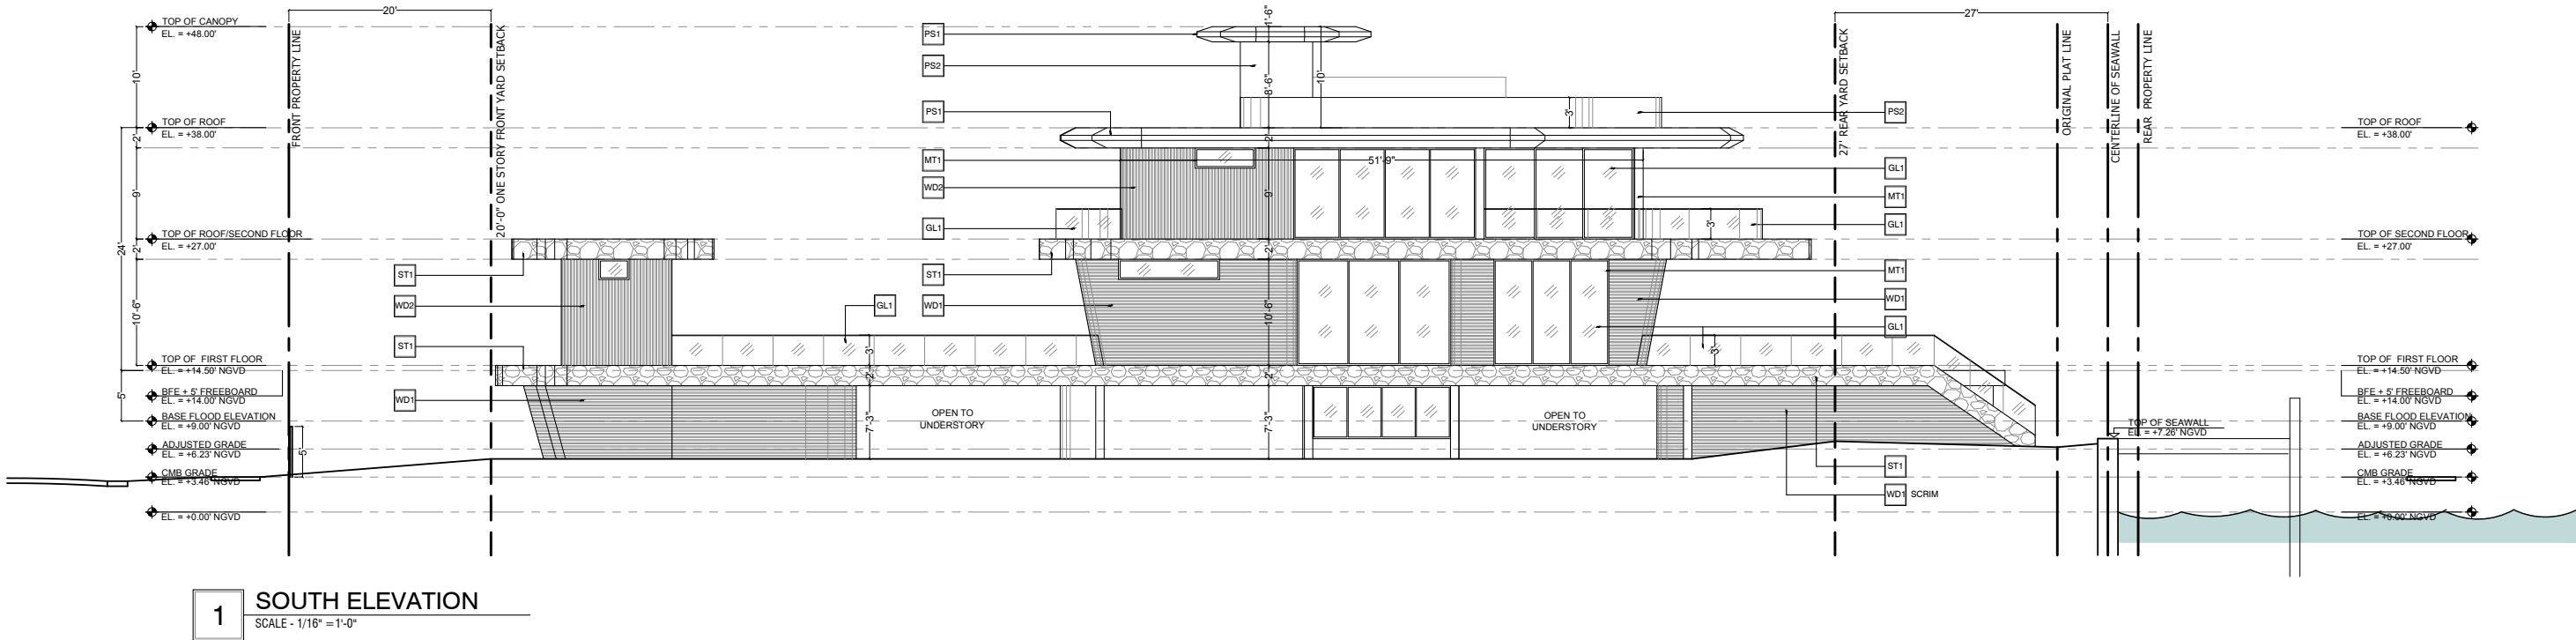 20'
27'
TOP OF CANOPY
EL. = +48.00'
1'-6"
PS1
PS2
10'
8'-6"
10'
FRONT PROPERTY LINE
20'-0" ONE STORY FRONT YARD SETBACK
27' REAR YARD SETBACK
ORIGINAL PLAT LINE
CENTERLINE OF SEAWALL
REAR PROPERTY LINE
PS1
3'
PS2
TOP OF ROOF
EL. = +38.00'
TOP OF ROOF
EL. = +38.00'
2'
2'
MT1
51'-9"
GL1
WD2
MT1
9'
9'
GL1
3'
GL1
TOP OF ROOF/SECOND FLOOR
EL. = +27.00'
TOP OF SECOND FLOOR
EL. = +27.00'
24'
2'
2'
ST1
ST1
MT1
WD2
GL1
WD1
WD1
10'-6"
10'-6"
GL1
ST1
3'
3'
TOP OF FIRST FLOOR
EL. = +14.50' NGVD
TOP OF FIRST FLOOR
EL. = +14.50' NGVD
2'
2'
5'
BFE + 5' FREEBOARD
EL. = +14.00' NGVD
WD1
BFE + 5' FREEBOARD
EL. = +14.00' NGVD
OPEN TO
UNDERSTORY
OPEN TO
UNDERSTORY
7'-3"
7'-3"
BASE FLOOD ELEVATION
EL. = +9.00' NGVD
TOP OF SEAWALL
EL = +7.26' NGVD
BASE FLOOD ELEVATION
EL. = +9.00' NGVD
ADJUSTED GRADE
EL. = +6.23' NGVD
5'
ADJUSTED GRADE
EL. = +6.23' NGVD
ST1
CMB GRADE
EL. = +3.46' NGVD
CMB GRADE
EL. = +3.46' NGVD
WD1 SCRIM
EL. = +0.00' NGVD
EL. = +0.00' NGVD
1
SOUTH ELEVATION
SCALE - 1/16" =1'-0"